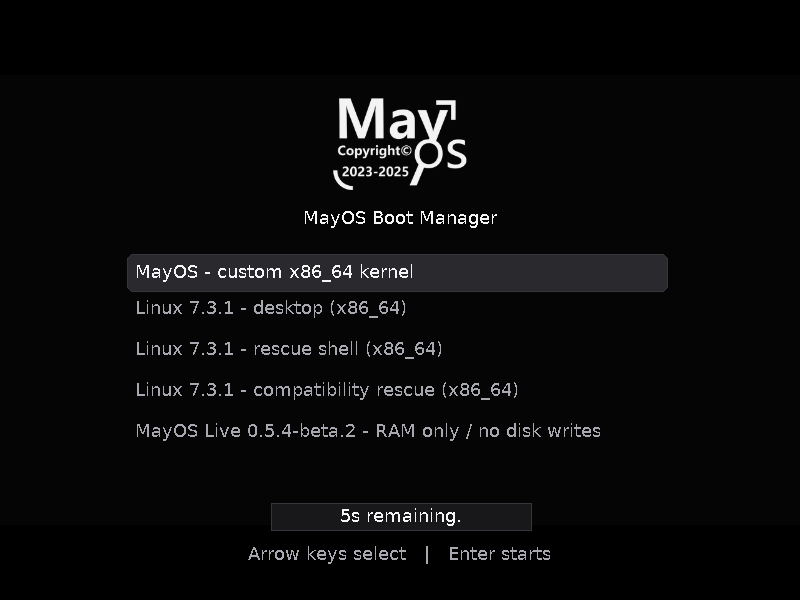 May
Copyright©
OS
2023-2025
MayOS Boot Manager
MayOS - custom x86_64 kernel
Linux 7.3.1 - desktop (x86_64)
Linux 7.3.1 - rescue shell (x86_64)
Linux 7.3.1 - compatibility rescue (x86_64)
MayOS Live 0.5.4-beta.2 - RAM only / no disk writes
5s remaining.
Arrow keys select | Enter starts